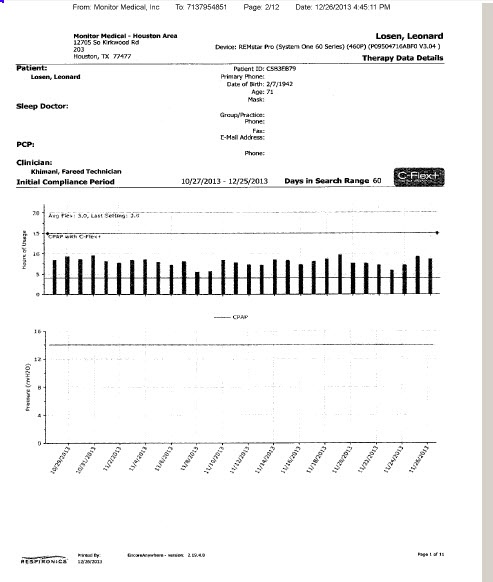 From: Monitor Medical, Inc To: 7137954851 Page: 2/12 Date: 12/26/2013 4:45:11 PM
Monitor Medical - Houston Area
12705 So Kirkwood Rd
203
Houston, TX 77477
Losen, Leonard
Device: REMstar Pro (System One 60 Series) (460P) (P09504716ABF0 V3.04 )
Therapy Data Details
Patient:
Losen, Leonard
Patient ID: C5B3EB79
Primary Phone:
Date of Birth: 2/7/1942
Age: 71
Mask:
Sleep Doctor:
Group/Practice:
Phone:
Fax:
E-Mail Address:
PCP:
Phone:
Clinician:
Khimani, Fareed Technician
Initial Compliance Period 10/27/2013 - 12/25/2013 Days in Search Range 60
C-Flex+
Avg Flex: 3.0, Last Setting: 3.0
CPAP with C-Flex+
Hours of Usage
20
15
10
5
0
CPAP
Pressure (cmH2O)
16
12
8
4
0
10/29/2013 10/31/2013 11/2/2013 11/4/2013 11/6/2013 11/8/2013 11/10/2013 11/12/2013 11/14/2013 11/16/2013 11/18/2013 11/20/2013 11/22/2013 11/24/2013 11/26/2013
RESPIRONICS
Printed By:
12/26/2013
EncoreAnywhere - version: 2.19.4.0
Page 1 of 11